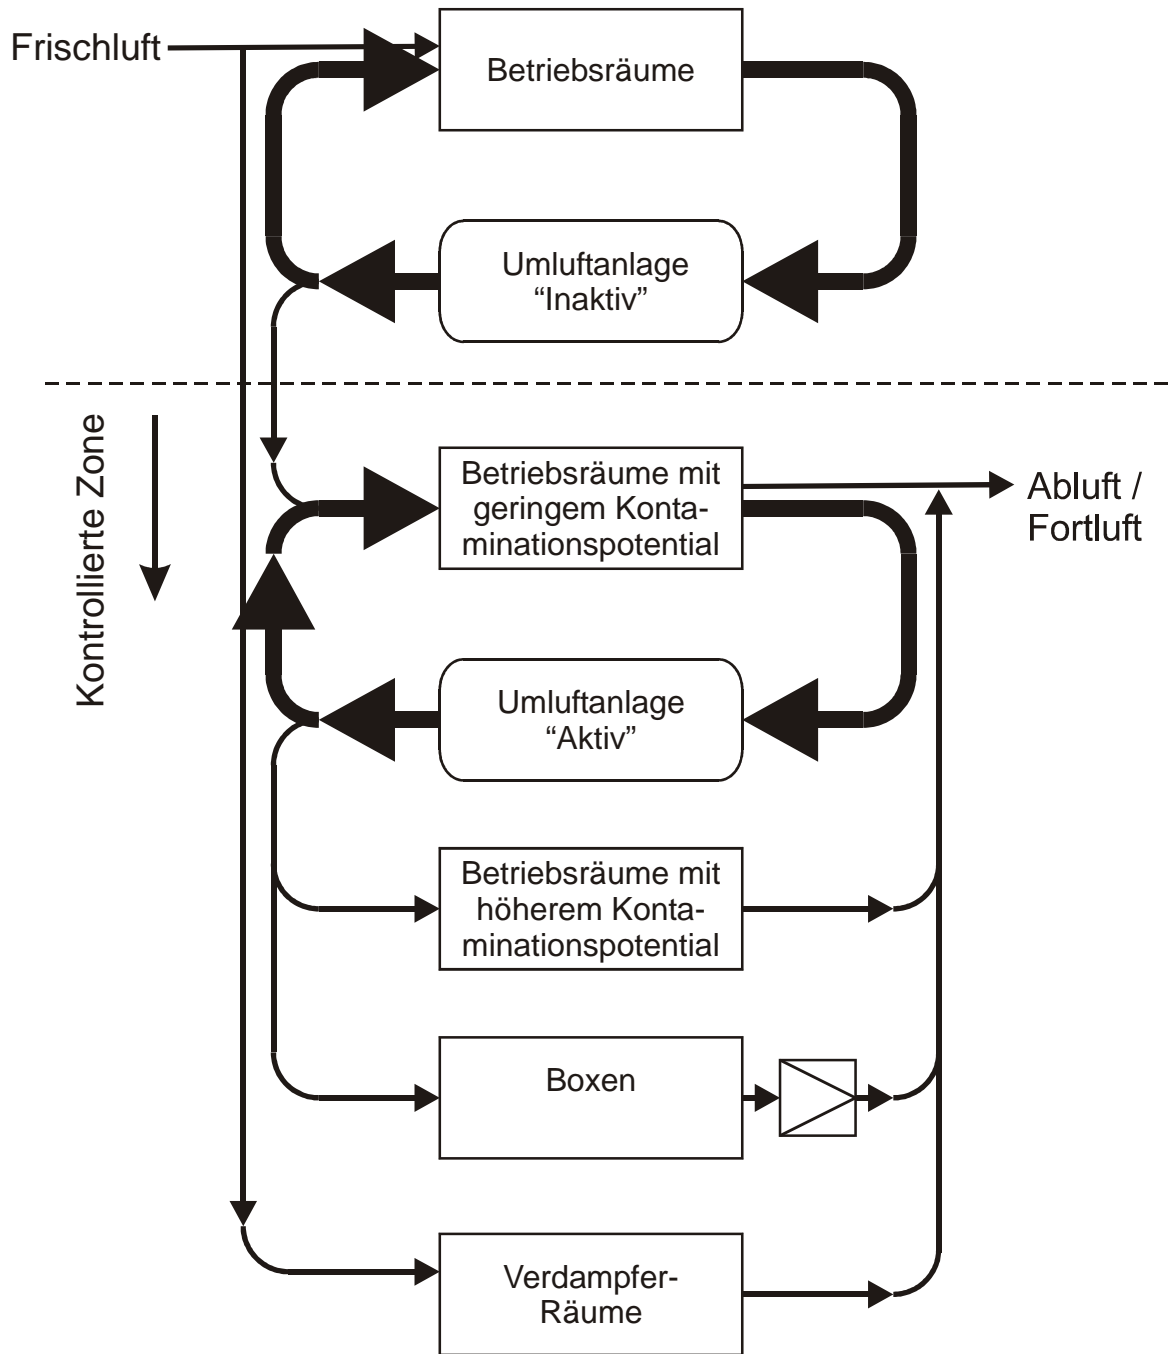 Frischluft
Betriebsräume
Umluftanlage
“Inaktiv”
Kontrollierte Zone
Betriebsräume mit
geringem Konta-
minationspotential
Abluft /
Fortluft
Umluftanlage
“Aktiv”
Betriebsräume mit
höherem Konta-
minationspotential
Boxen
Verdampfer-
Räume